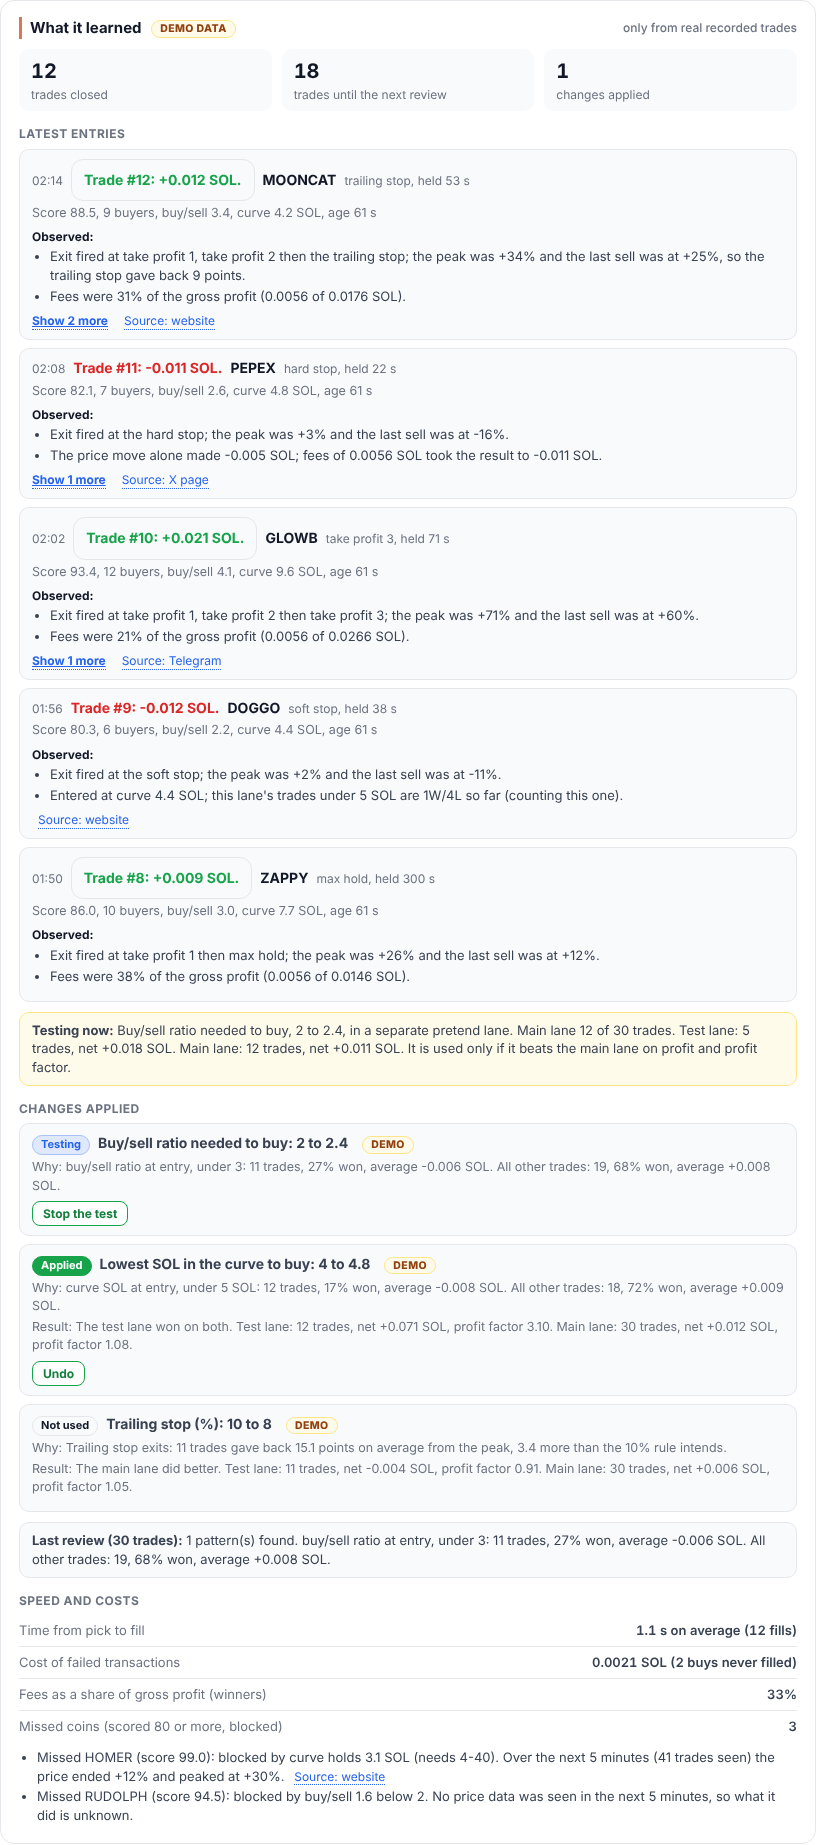 What it learned DEMO DATA only from real recorded trades
12 18 1
trades closed trades until the next review changes applied
LATEST ENTRIES
02:14 Trade #12: +0.012 SOL. MOONCAT trailing stop, held 53 s
Score 88.5, 9 buyers, buy/sell 3.4, curve 4.2 SOL, age 61 s
Observed:
• Exit fired at take profit 1, take profit 2 then the trailing stop; the peak was +34% and the last sell was at +25%, so the
trailing stop gave back 9 points.
• Fees were 31% of the gross profit (0.0056 of 0.0176 SOL).
Show 2 more Source: website
02:08 Trade #11: -0.011 SOL. PEPEX hard stop, held 22 s
Score 82.1, 7 buyers, buy/sell 2.6, curve 4.8 SOL, age 61 s
Observed:
• Exit fired at the hard stop; the peak was +3% and the last sell was at -16%.
• The price move alone made -0.005 SOL; fees of 0.0056 SOL took the result to -0.011 SOL.
Show 1 more Source: X page
02:02 Trade #10: +0.021 SOL. GLOWB take profit 3, held 71 s
Score 93.4, 12 buyers, buy/sell 4.1, curve 9.6 SOL, age 61 s
Observed:
• Exit fired at take profit 1, take profit 2 then take profit 3; the peak was +71% and the last sell was at +60%.
• Fees were 21% of the gross profit (0.0056 of 0.0266 SOL).
Show 1 more Source: Telegram
01:56 Trade #9: -0.012 SOL. DOGGO soft stop, held 38 s
Score 80.3, 6 buyers, buy/sell 2.2, curve 4.4 SOL, age 61 s
Observed:
• Exit fired at the soft stop; the peak was +2% and the last sell was at -11%.
• Entered at curve 4.4 SOL; this lane's trades under 5 SOL are 1W/4L so far (counting this one).
Source: website
01:50 Trade #8: +0.009 SOL. ZAPPY max hold, held 300 s
Score 86.0, 10 buyers, buy/sell 3.0, curve 7.7 SOL, age 61 s
Observed:
• Exit fired at take profit 1 then max hold; the peak was +26% and the last sell was at +12%.
• Fees were 38% of the gross profit (0.0056 of 0.0146 SOL).
Testing now: Buy/sell ratio needed to buy, 2 to 2.4, in a separate pretend lane. Main lane 12 of 30 trades. Test lane: 5
trades, net +0.018 SOL. Main lane: 12 trades, net +0.011 SOL. It is used only if it beats the main lane on profit and profit
factor.
CHANGES APPLIED
Testing Buy/sell ratio needed to buy: 2 to 2.4 DEMO
Why: buy/sell ratio at entry, under 3: 11 trades, 27% won, average -0.006 SOL. All other trades: 19, 68% won, average +0.008
SOL.
Stop the test
Applied Lowest SOL in the curve to buy: 4 to 4.8 DEMO
Why: curve SOL at entry, under 5 SOL: 12 trades, 17% won, average -0.008 SOL. All other trades: 18, 72% won, average +0.009
SOL.
Result: The test lane won on both. Test lane: 12 trades, net +0.071 SOL, profit factor 3.10. Main lane: 30 trades, net +0.012 SOL,
profit factor 1.08.
Undo
Not used Trailing stop (%): 10 to 8 DEMO
Why: Trailing stop exits: 11 trades gave back 15.1 points on average from the peak, 3.4 more than the 10% rule intends.
Result: The main lane did better. Test lane: 11 trades, net -0.004 SOL, profit factor 0.91. Main lane: 30 trades, net +0.006 SOL,
profit factor 1.05.
Last review (30 trades): 1 pattern(s) found. buy/sell ratio at entry, under 3: 11 trades, 27% won, average -0.006 SOL. All
other trades: 19, 68% won, average +0.008 SOL.
SPEED AND COSTS
Time from pick to fill 1.1 s on average (12 fills)
Cost of failed transactions 0.0021 SOL (2 buys never filled)
Fees as a share of gross profit (winners) 33%
Missed coins (scored 80 or more, blocked) 3
• Missed HOMER (score 99.0): blocked by curve holds 3.1 SOL (needs 4-40). Over the next 5 minutes (41 trades seen) the
price ended +12% and peaked at +30%. Source: website
• Missed RUDOLPH (score 94.5): blocked by buy/sell 1.6 below 2. No price data was seen in the next 5 minutes, so what it
did is unknown.